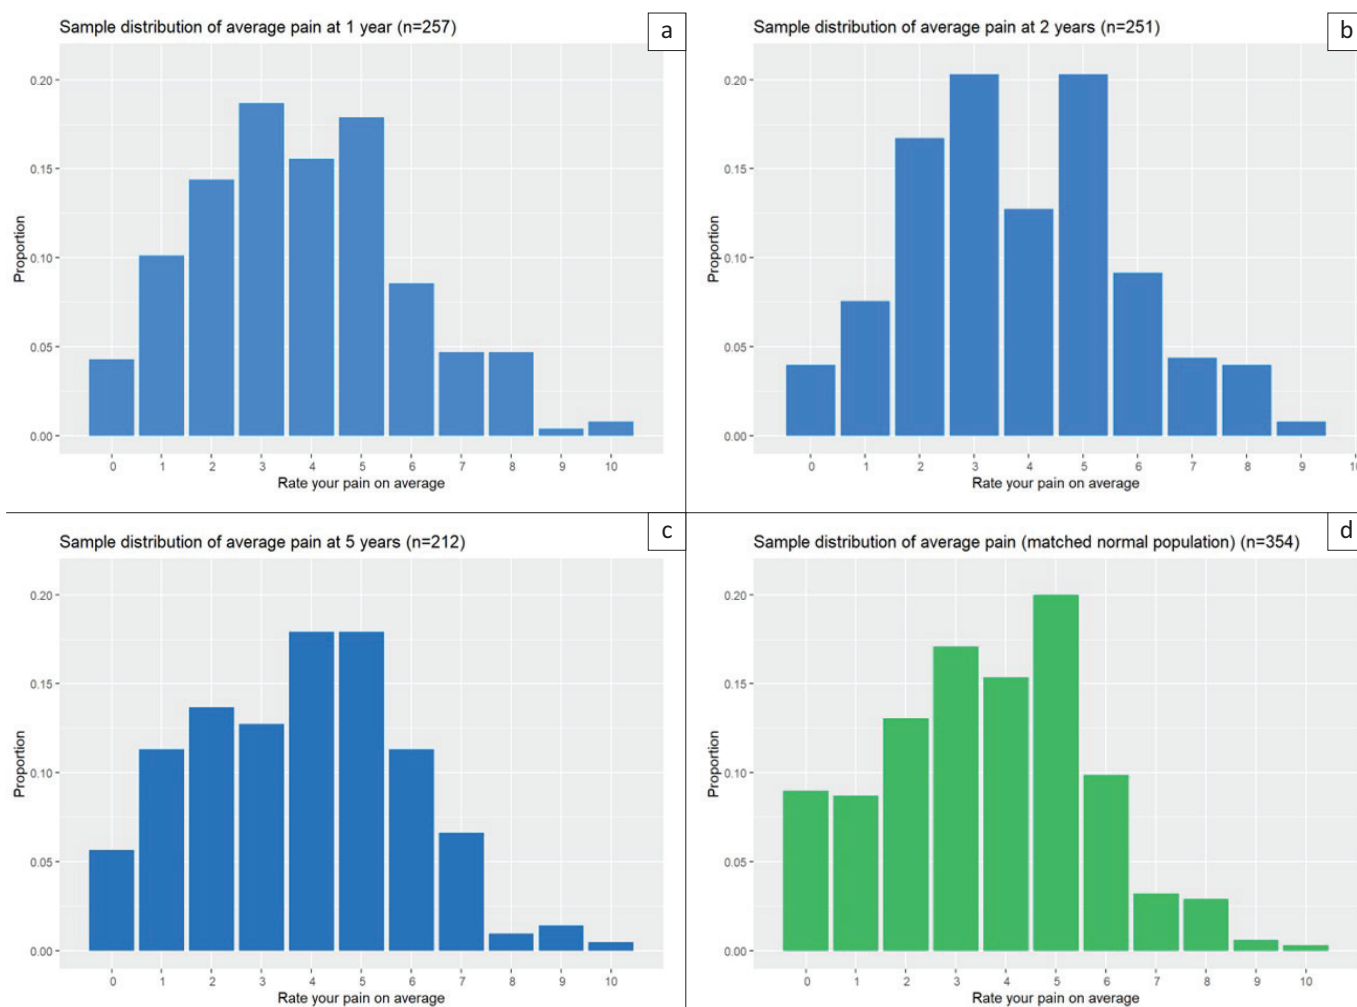 Sample distribution of average pain at 1 year (n=257)
a
0.20
0.15
0.10
0.05
0.00
Proportion
0 1 2 3 4 5 6 7 8 9 10
Rate your pain on average
Sample distribution of average pain at 2 years (n=251)
b
0.20
0.15
0.10
0.05
0.00
Proportion
0 1 2 3 4 5 6 7 8 9 10
Rate your pain on average
Sample distribution of average pain at 5 years (n=212)
c
0.20
0.15
0.10
0.05
0.00
Proportion
0 1 2 3 4 5 6 7 8 9 10
Rate your pain on average
Sample distribution of average pain (matched normal population) (n=354)
d
0.20
0.15
0.10
0.05
0.00
Proportion
0 1 2 3 4 5 6 7 8 9 10
Rate your pain on average